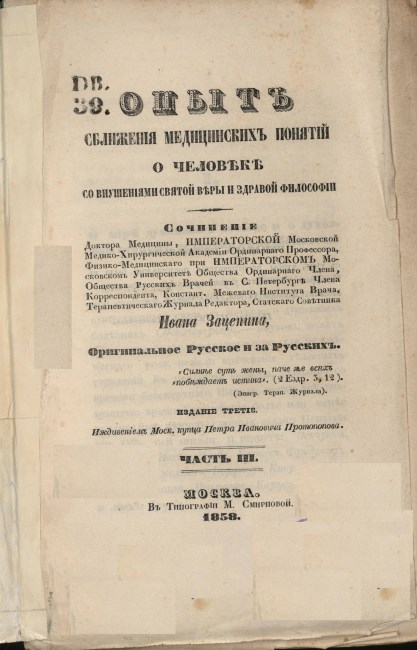 DB.
39.
ОПЫТЪ
СБЛИЖЕНІЯ МЕДИЦИНСКИХЪ ПОНЯТІЙ
О ЧЕЛОВѢКѢ
СО ВНУШЕНІЯМИ СВЯТОЙ ВѢРЫ И ЗДРАВОЙ ФИЛОСОФІИ
СОЧИНЕНІЕ
Доктора Медицины, ИМПЕРАТОРСКОЙ Московской
Медико-Хирургической Академіи Ординарнаго Профессора,
Физико-Медицинскаго при ИМПЕРАТОРСКОМЪ Мо-
сковскомъ Университетѣ Общества Ординарнаго Члена,
Общества Русскихъ Врачей въ С. Петербургѣ Члена
Корреспондента, Констант. Межеваго Института Врача,
Терапевтическаго Журнала Редактора, Статскаго Совѣтника
Ивана Зацепина,
Оригинальное Русское и за Русскихъ.
«Сильнѣе суть жены, паче же всѣхъ
«побѣждаетъ истина». (2 Ездр. 3, 12).
(Эпигр. Терап. Журнала).
ИЗДАНІЕ ТРЕТІЕ.
Иждивеніемъ Моск. купца Петра Ивановича Протопопова.
ЧАСТЬ III.
МОСКВА.
Въ Типографіи М. Смирновой.
1858.